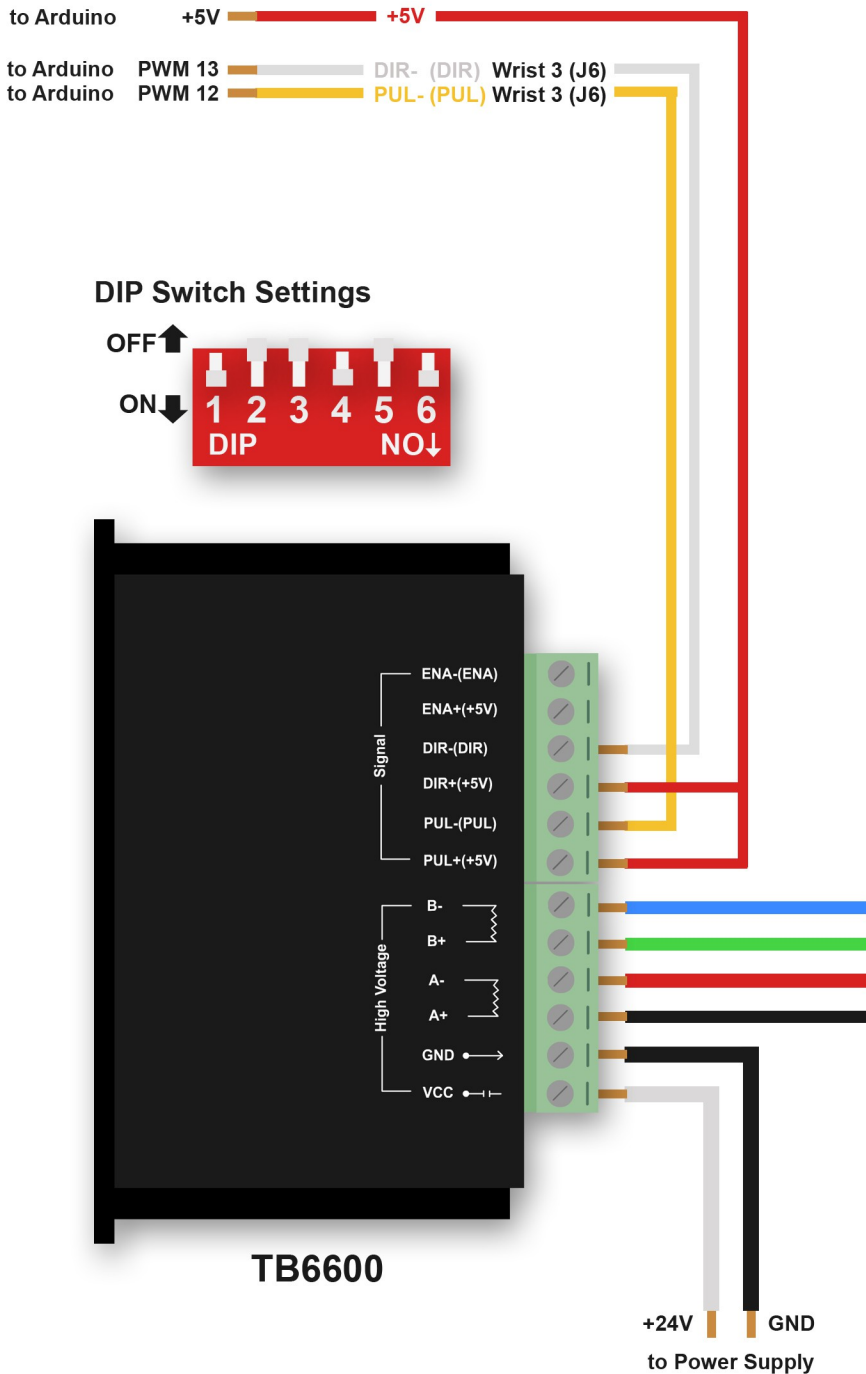 to Arduino +5V +5V
to Arduino PWM 13 DIR- (DIR) Wrist 3 (J6)
to Arduino PWM 12 PUL- (PUL) Wrist 3 (J6)
DIP Switch Settings
OFF
ON
1 2 3 4 5 6
DIP NO↓
Signal
ENA-(ENA)
ENA+(+5V)
DIR-(DIR)
DIR+(+5V)
PUL-(PUL)
PUL+(+5V)
High Voltage
B-
B+
A-
A+
GND
VCC
TB6600
+24V GND
to Power Supply